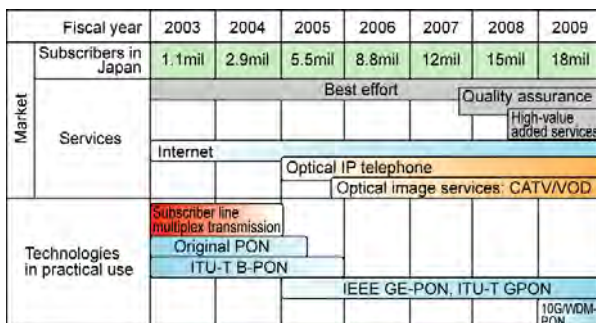 Fiscal year 2003 2004 2005 2006 2007 2008 2009
Market
Subscribers in
Japan
1.1mil 2.9mil 5.5mil 8.8mil 12mil 15mil 18mil
Services
Best effort
Quality assurance
High-value
added services
Internet
Optical IP telephone
Optical image services: CATV/VOD
Technologies
in practical use
Subscriber line
multiplex transmission
Original PON
ITU-T B-PON
IEEE GE-PON, ITU-T GPON
10G/WDM-
PON